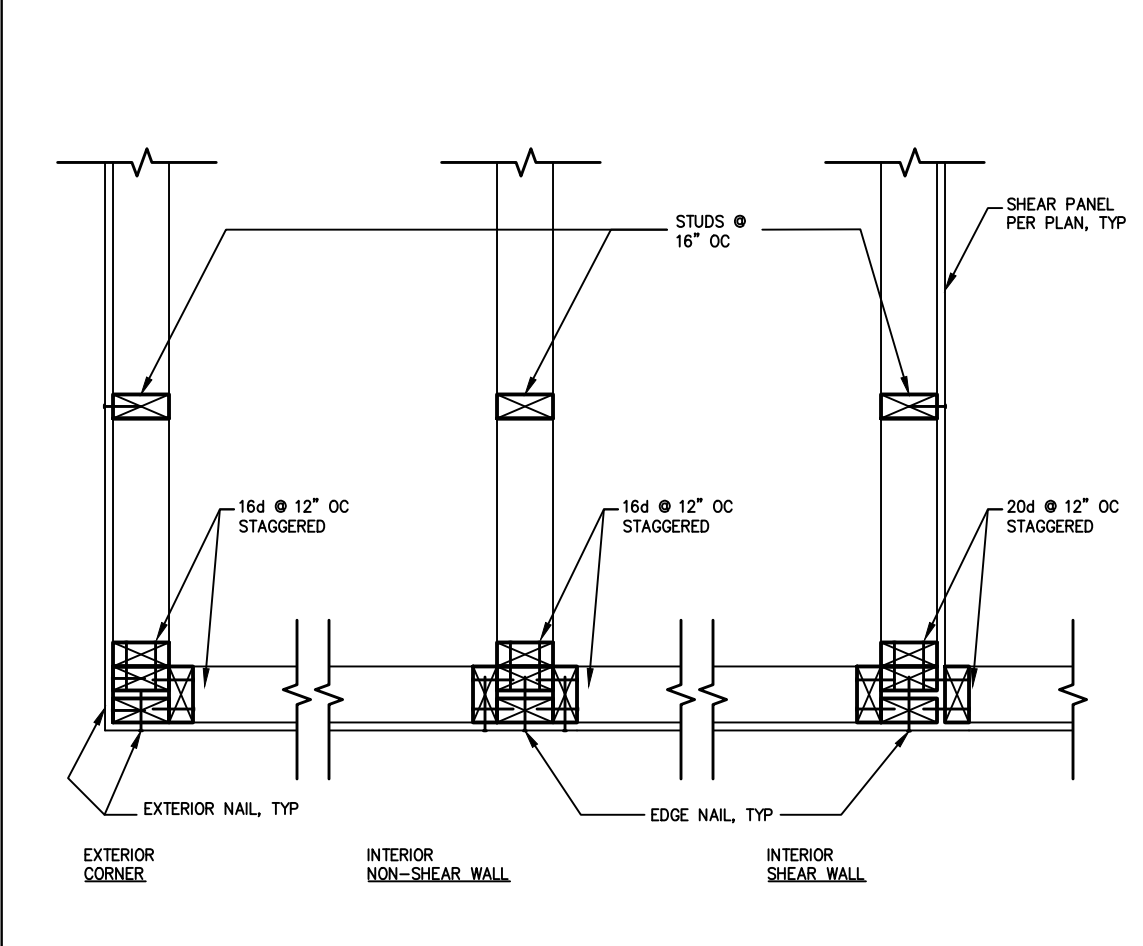 STUDS @
16” OC
SHEAR PANEL
PER PLAN, TYP
16d @ 12” OC
STAGGERED
16d @ 12” OC
STAGGERED
20d @ 12” OC
STAGGERED
EXTERIOR NAIL, TYP
EDGE NAIL, TYP
EXTERIOR
CORNER
INTERIOR
NON-SHEAR WALL
INTERIOR
SHEAR WALL